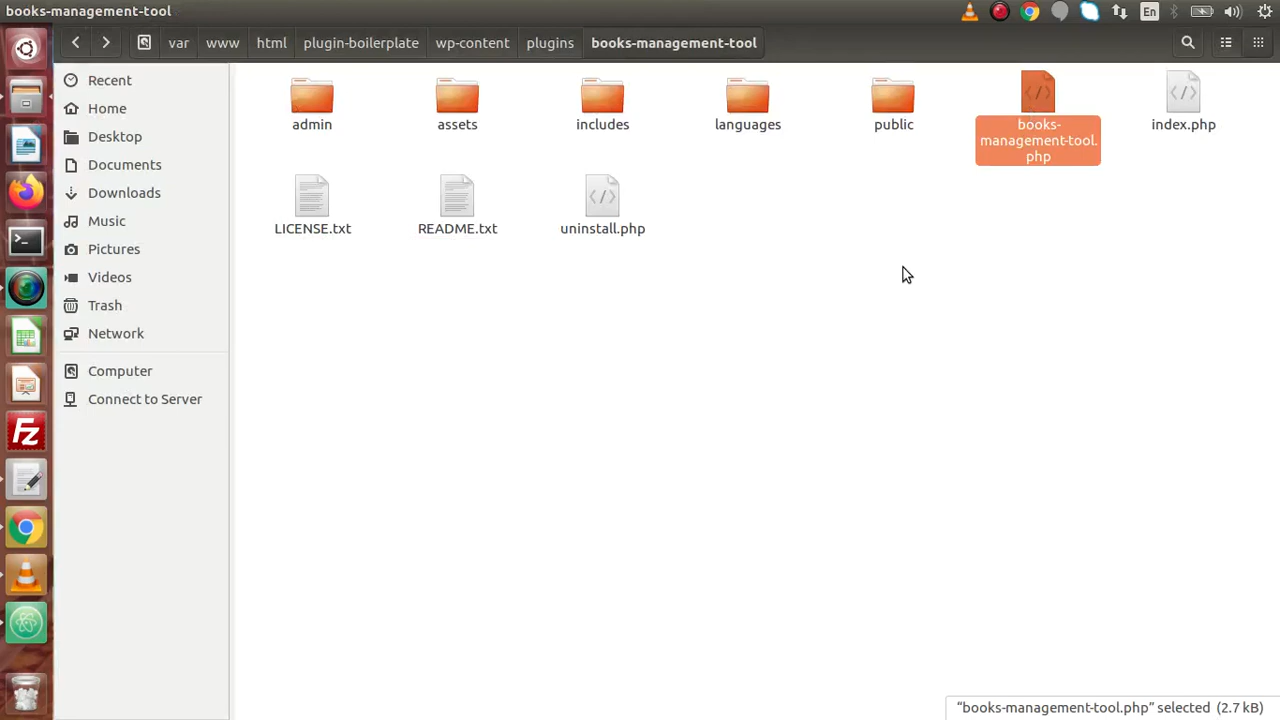 books-management-tool
En
var
www
html
plugin-boilerplate
wp-content
plugins
books-management-tool
Recent
Home
Desktop
Documents
Downloads
Music
Pictures
Videos
Trash
Network
Computer
Connect to Server
admin
assets
includes
languages
public
books-
management-tool.
php
index.php
LICENSE.txt
README.txt
uninstall.php
Fz
“books-management-tool.php” selected (2.7 kB)